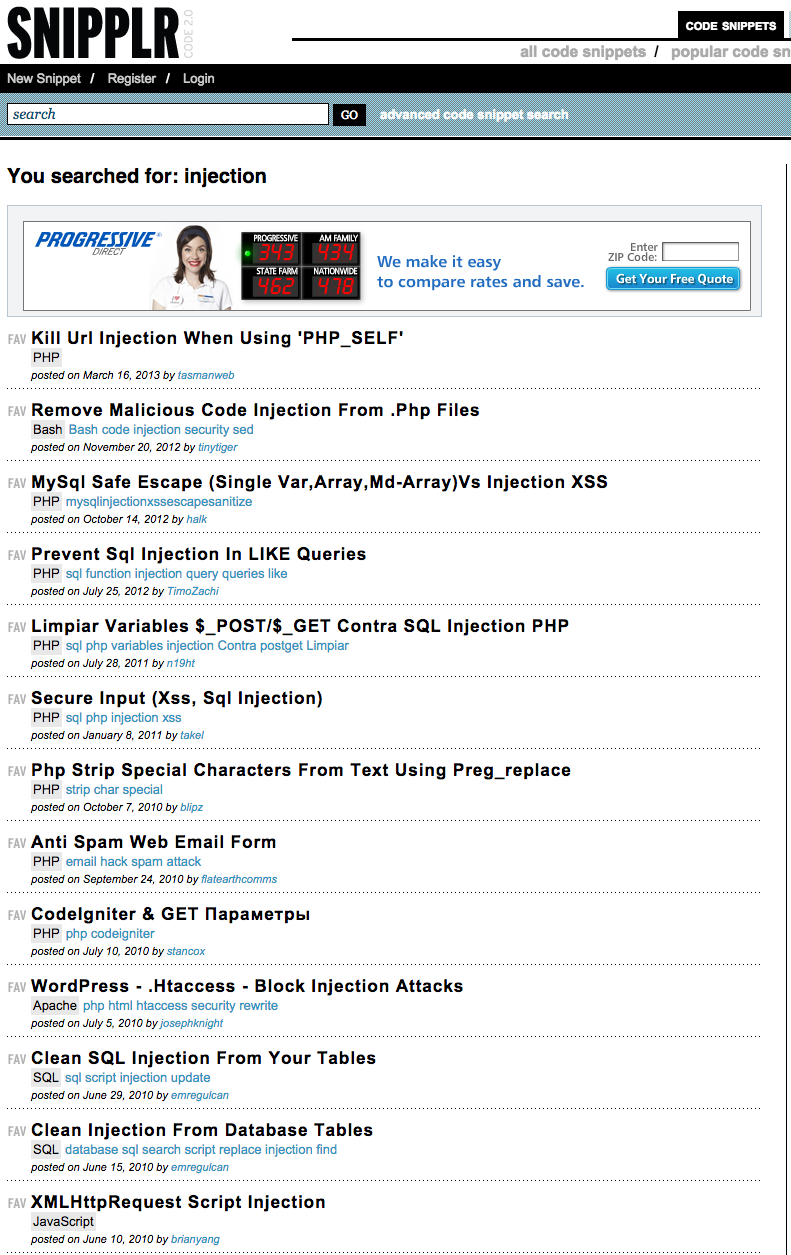 SNIPPLR
CODE 2.0
CODE SNIPPETS
all code snippets / popular code sn
New Snippet / Register / Login
search GO advanced code snippet search
You searched for: injection
PROGRESSIVE®
DIRECT
PROGRESSIVE AM FAMILY
343 434
STATE FARM NATIONWIDE
462 478
We make it easy
to compare rates and save.
Enter
ZIP Code:
Get Your Free Quote
FAV Kill Url Injection When Using 'PHP_SELF'
PHP
posted on March 16, 2013 by tasmanweb
FAV Remove Malicious Code Injection From .Php Files
Bash Bash code injection security sed
posted on November 20, 2012 by tinytiger
FAV MySql Safe Escape (Single Var,Array,Md-Array)Vs Injection XSS
PHP mysqlinjectionxssescapesanitize
posted on October 14, 2012 by halk
FAV Prevent Sql Injection In LIKE Queries
PHP sql function injection query queries like
posted on July 25, 2012 by TimoZachi
FAV Limpiar Variables $_POST/$_GET Contra SQL Injection PHP
PHP sql php variables injection Contra postget Limpiar
posted on July 28, 2011 by n19ht
FAV Secure Input (Xss, Sql Injection)
PHP sql php injection xss
posted on January 8, 2011 by takel
FAV Php Strip Special Characters From Text Using Preg_replace
PHP strip char special
posted on October 7, 2010 by blipz
FAV Anti Spam Web Email Form
PHP email hack spam attack
posted on September 24, 2010 by flatearthcomms
FAV CodeIgniter & GET Параметры
PHP php codeigniter
posted on July 10, 2010 by stancox
FAV WordPress - .Htaccess - Block Injection Attacks
Apache php html htaccess security rewrite
posted on July 5, 2010 by josephknight
FAV Clean SQL Injection From Your Tables
SQL sql script injection update
posted on June 29, 2010 by emregulcan
FAV Clean Injection From Database Tables
SQL database sql search script replace injection find
posted on June 15, 2010 by emregulcan
FAV XMLHttpRequest Script Injection
JavaScript
posted on June 10, 2010 by brianyang